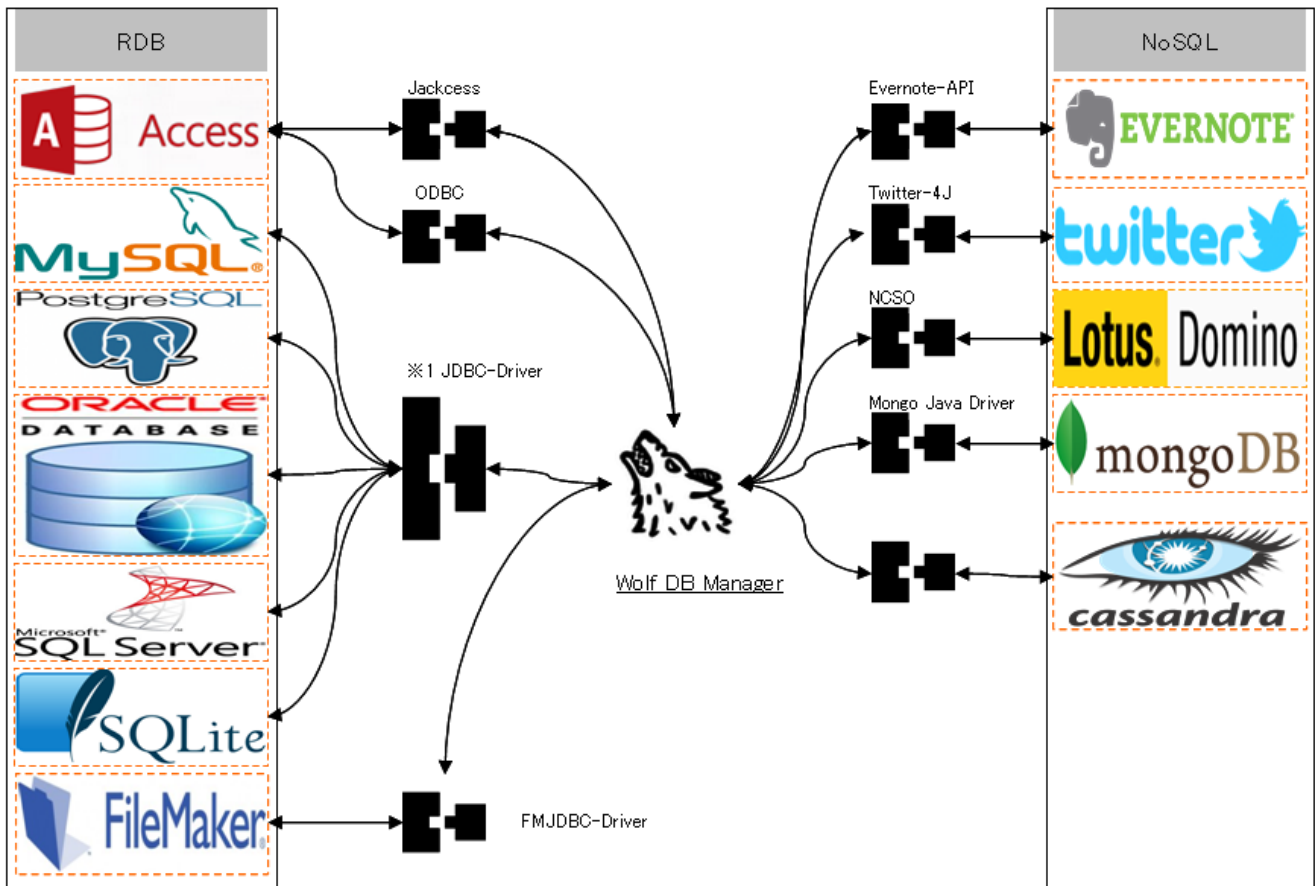 RDB
A Access
MySQL®
PostgreSQL
ORACLE®
DATABASE
Microsoft®
SQL Server®
SQLite
FileMaker®
Jackcess
ODBC
※1 JDBC-Driver
FMJDBC-Driver
Wolf DB Manager
Evernote-API
Twitter-4J
NCSO
Mongo Java Driver
NoSQL
EVERNOTE®
twitter
Lotus. Domino
mongoDB
cassandra